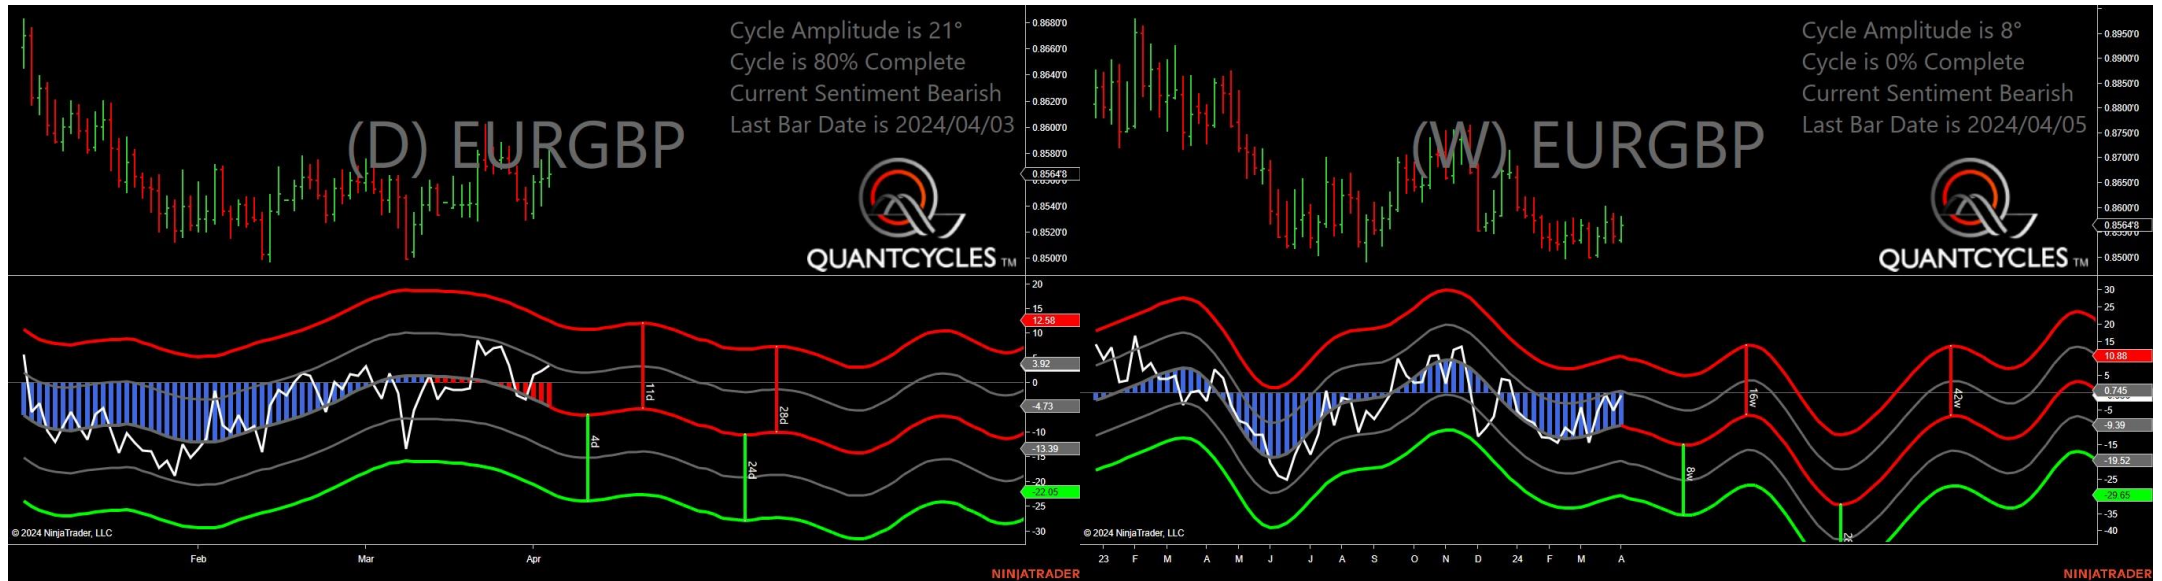 Cycle Amplitude is 21°
Cycle is 80% Complete
Current Sentiment Bearish
Last Bar Date is 2024/04/03
(D) EURGBP
QUANTCYCLES TM
0.8680'0
0.8660'0
0.8640'0
0.8620'0
0.8600'0
0.8580'0
0.8564'8
0.8540'0
0.8520'0
0.8500'0
20
15
12.58
10
3.92
0
-4.73
-10
-13.39
-15
-20
-22.05
-25
-30
11d
28d
4d
24d
© 2024 NinjaTrader, LLC
Feb Mar Apr
NINJATRADER
Cycle Amplitude is 8°
Cycle is 0% Complete
Current Sentiment Bearish
Last Bar Date is 2024/04/05
(W) EURGBP
QUANTCYCLES TM
0.8950'0
0.8900'0
0.8850'0
0.8800'0
0.8750'0
0.8700'0
0.8650'0
0.8600'0
0.8564'8
0.8500'0
30
25
20
15
10.88
5
0.745
-5
-9.39
-15
-19.52
-25
-29.65
-35
-40
16w
42w
8w
© 2024 NinjaTrader, LLC
23 F M A M J J A S O N D 24 F M A
NINJATRADER